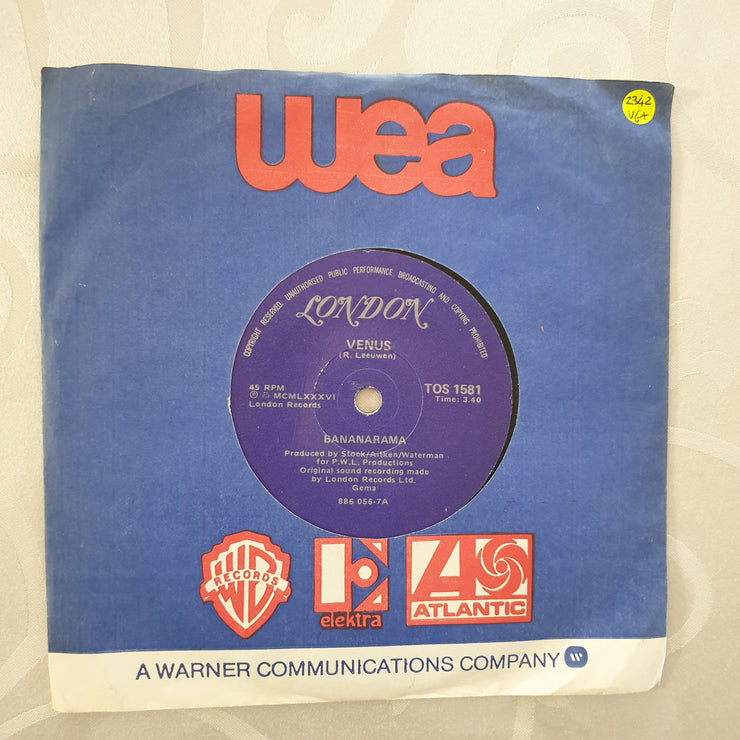 wea
2342
VG+
COPYRIGHT RESERVED. UNAUTHORISED PUBLIC PERFORMANCE BROADCASTING AND COPYING PROHIBITED
LONDON
VENUS
(R. Leeuwen)
45 RPM
℗ © MCMLXXXVI
London Records
TOS 1581
Time: 3.40
BANANARAMA
Produced by Stock/Aitken/Waterman
for P.W.L. Productions
Original sound recording made
by London Records Ltd.
Gema
886 056-7A
WB
RECORDS
elektra
ATLANTIC
A WARNER COMMUNICATIONS COMPANY